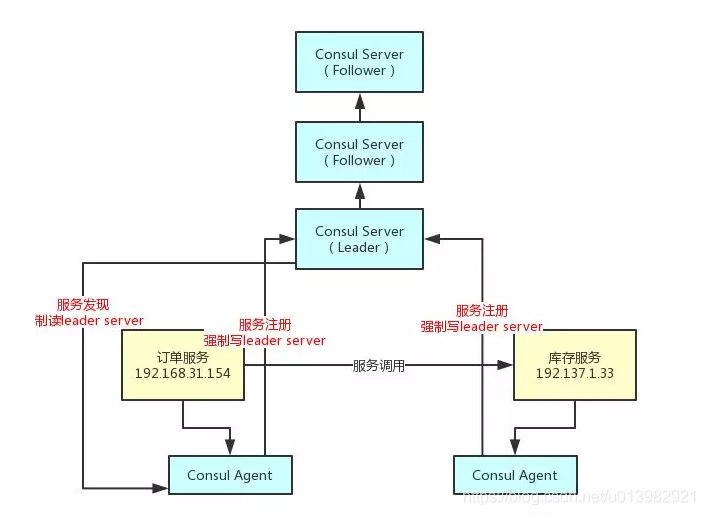 Consul Server
( Follower )
Consul Server
( Follower )
Consul Server
( Leader )
服务发现
制读leader server
服务注册
强制写leader server
服务注册
强制写leader server
订单服务
192.168.31.154
服务调用
库存服务
192.137.1.33
Consul Agent
Consul Agent
https://blog.csdn.net/u013982921